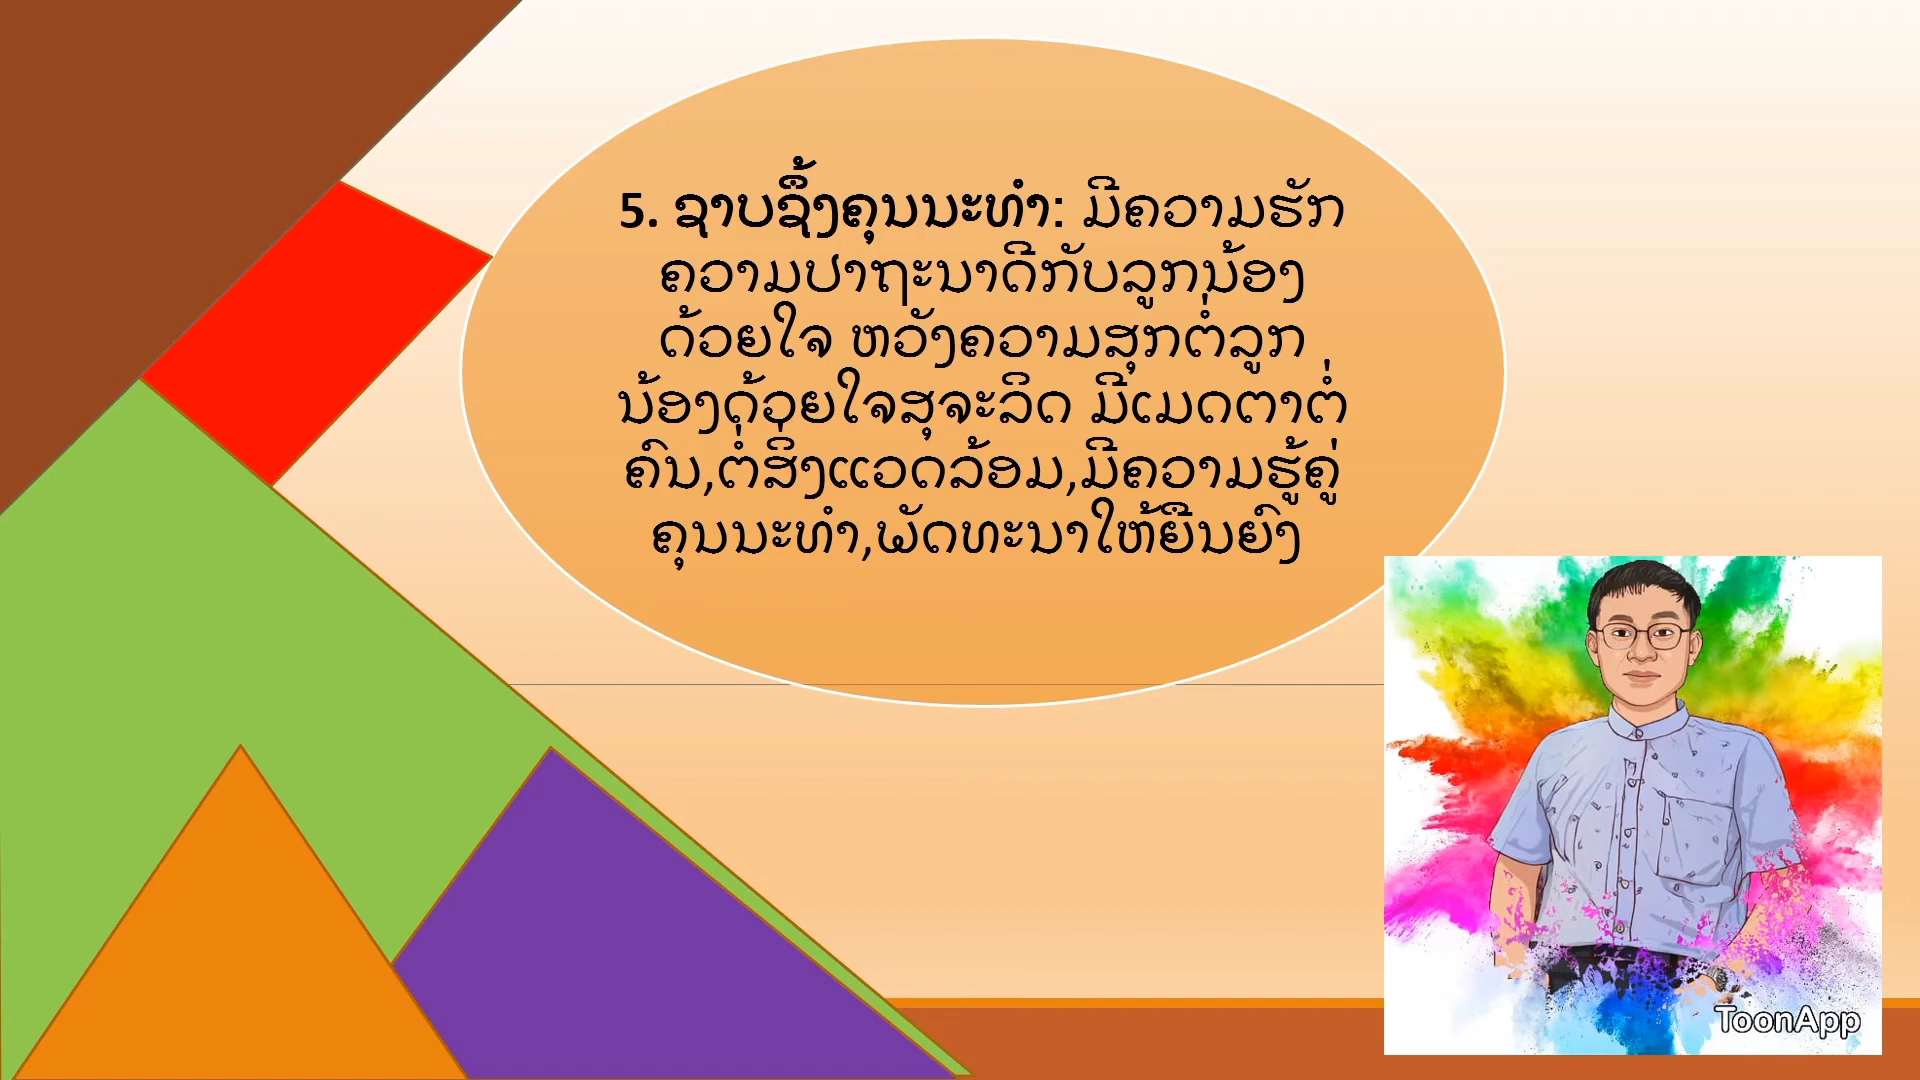 5. ຊາບຊຶ້ງຄຸນນະທຳ: ມີຄວາມຮັກ
ຄວາມປາຖະນາດີກັບລູກນ້ອງ
ດ້ວຍໃຈ ຫວັງຄວາມສຸກຕໍ່ລູກ
ນ້ອງດ້ວຍໃຈສຸຈະລິດ ມີເມດຕາຕໍ່
ຄົນ,ຕໍ່ສິ່ງແວດລ້ອມ,ມີຄວາມຮູ້ຄູ່
ຄຸນນະທຳ,ພັດທະນາໃຫ້ຍືນຍົງ
ToonApp